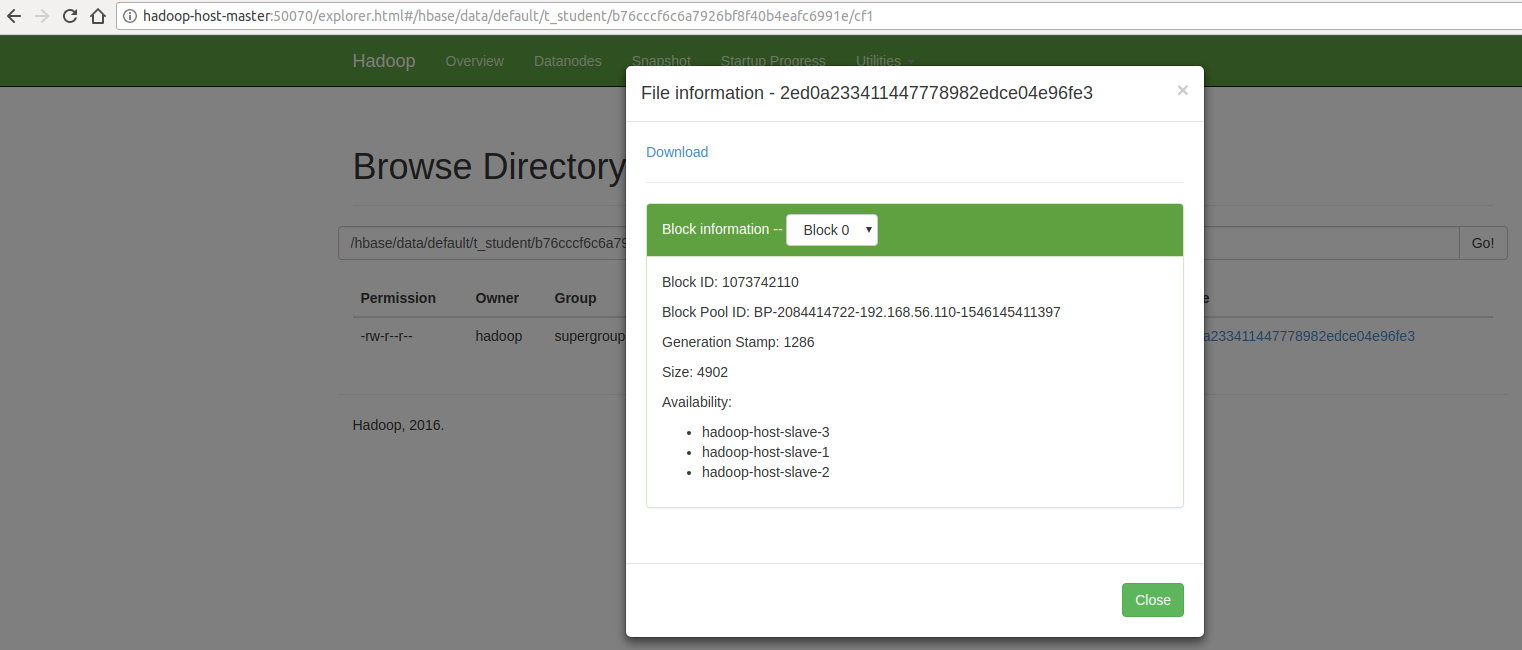 hadoop-host-master:50070/explorer.html#/hbase/data/default/t_student/b76cccf6c6a7926bf8f40b4eafc6991e/cf1
Hadoop Overview Datanodes Snapshot Startup Progress Utilities
File information - 2ed0a233411447778982edce04e96fe3 ×
Download
Browse Directory
Block information -- Block 0
/hbase/data/default/t_student/b76cccf6c6a79 Go!
Block ID: 1073742110
Permission Owner Group e
Block Pool ID: BP-2084414722-192.168.56.110-1546145411397
-rw-r--r-- hadoop supergroup a233411447778982edce04e96fe3
Generation Stamp: 1286
Size: 4902
Availability:
Hadoop, 2016.
• hadoop-host-slave-3
• hadoop-host-slave-1
• hadoop-host-slave-2
Close